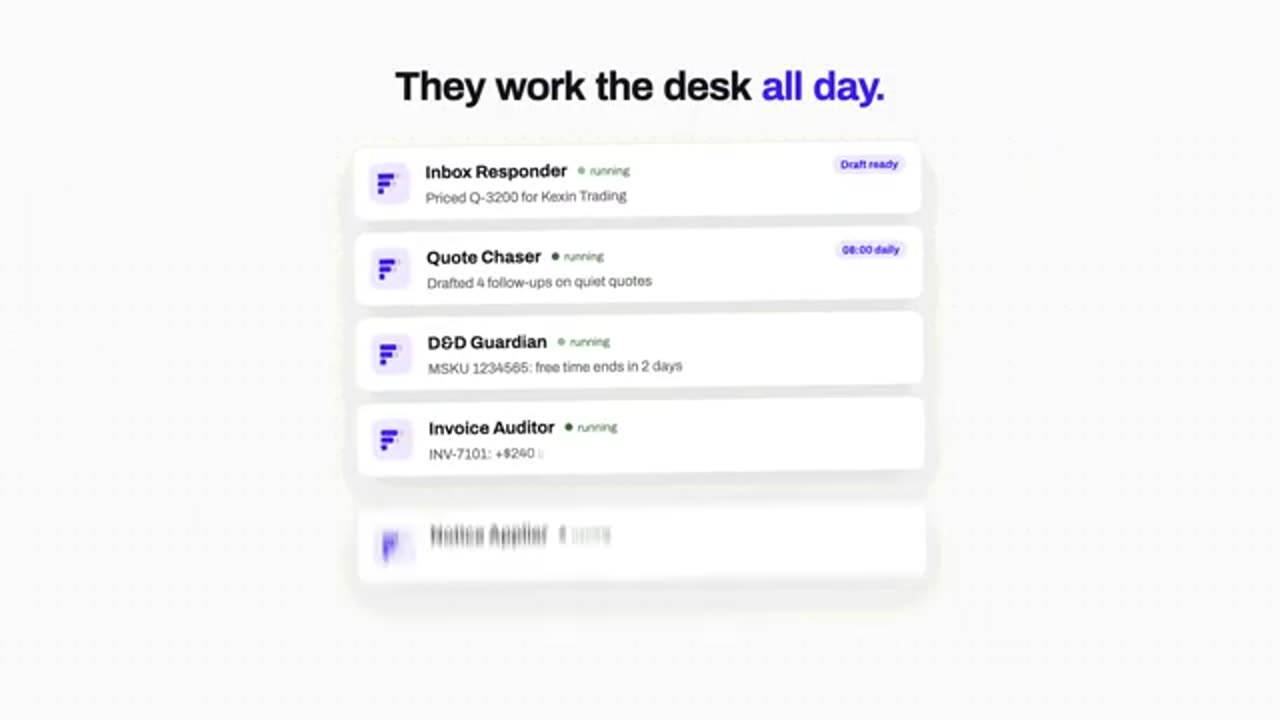 They work the desk all day.
Inbox Responder running
Draft ready
Priced Q-3200 for Kexin Trading
Quote Chaser running
08:00 daily
Drafted 4 follow-ups on quiet quotes
D&D Guardian running
MSKU 1234565: free time ends in 2 days
Invoice Auditor running
INV-7101: +$240